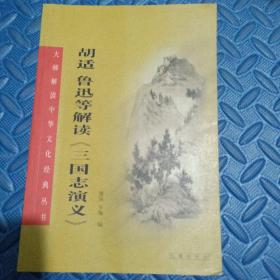 大师解读中华文化经典丛书
胡适 鲁迅等解读《三国志演义》
编